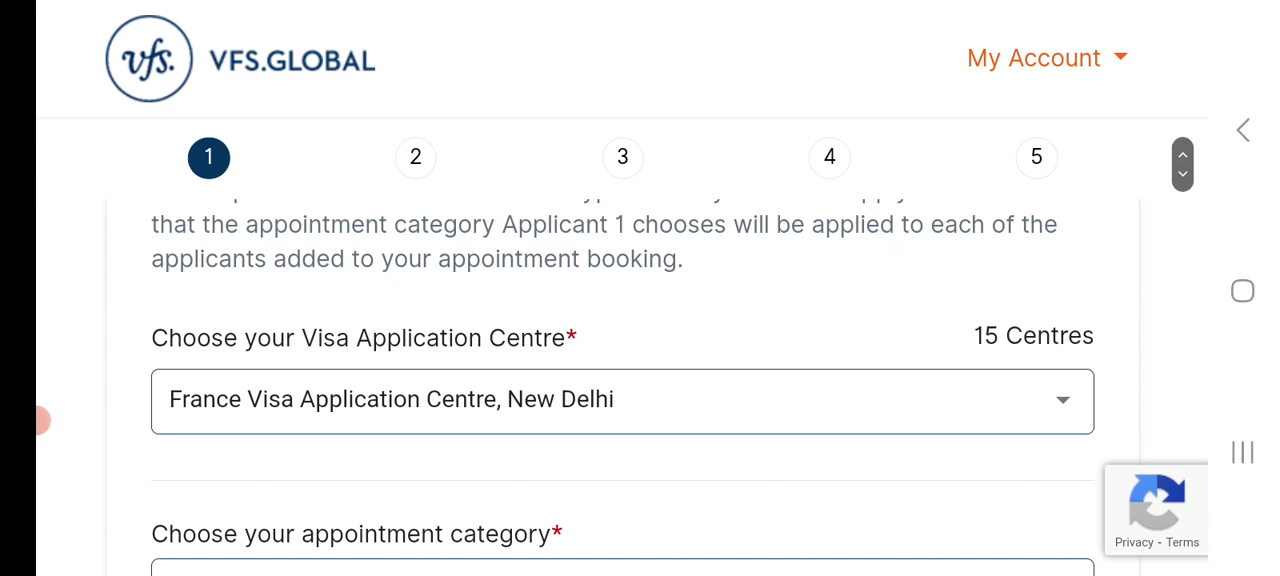 vfs. VFS.GLOBAL
My Account
1 2 3 4 5
that the appointment category Applicant 1 chooses will be applied to each of the
applicants added to your appointment booking.
Choose your Visa Application Centre* 15 Centres
France Visa Application Centre, New Delhi
Choose your appointment category*
Privacy - Terms